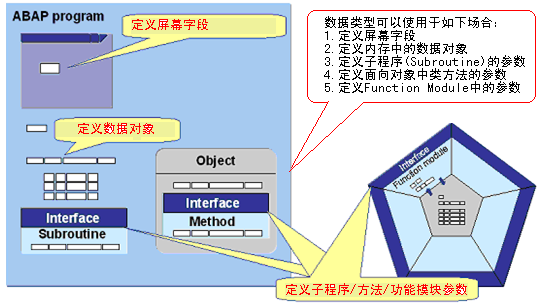 ABAP program
定义屏幕字段
数据类型可以使用于如下场合：
1. 定义屏幕字段
2. 定义内存中的数据对象
3. 定义子程序(Subroutine)的参数
4. 定义面向对象中类方法的参数
5. 定义Function Module中的参数
定义数据对象
Object
Interface
Method
Interface
Subroutine
Interface
Function module
定义子程序/方法/功能模块参数